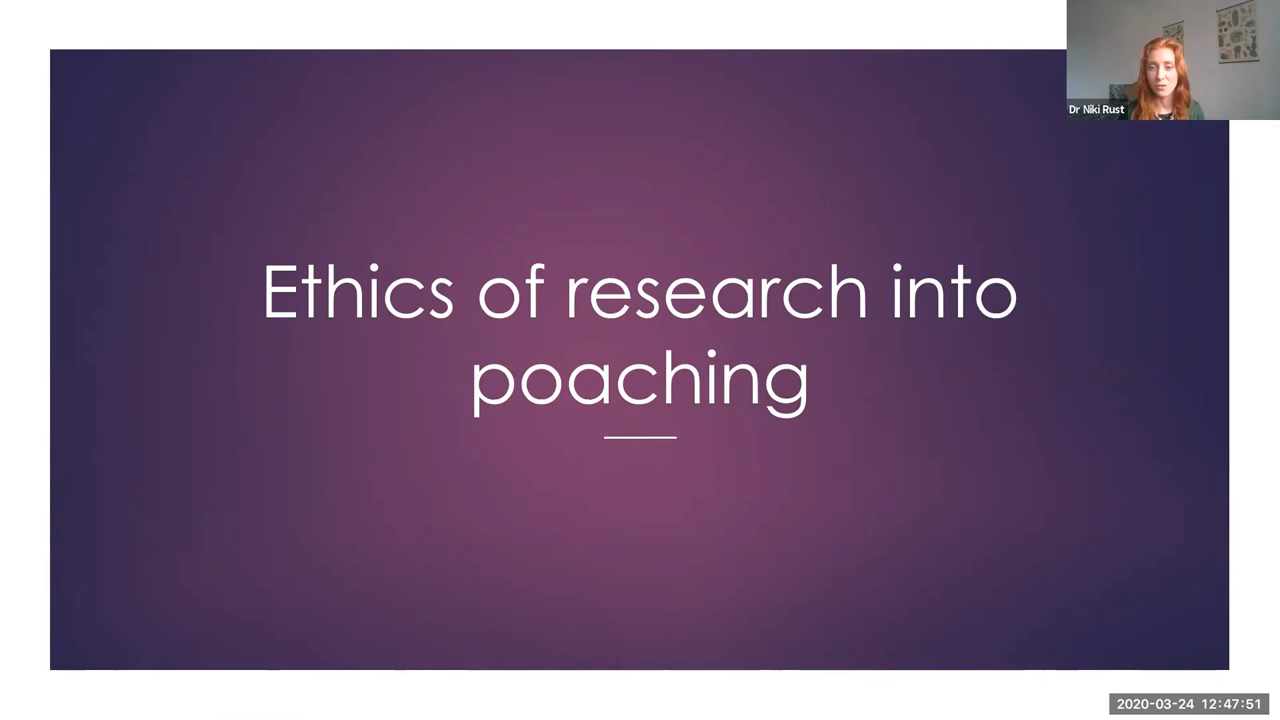 Dr Niki Rust
Ethics of research into
poaching
2020-03-24 12:47:51